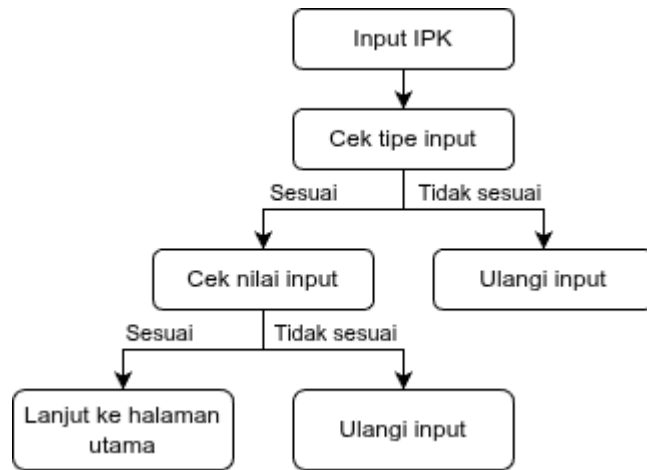 Input IPK
Cek tipe input
Sesuai
Tidak sesuai
Cek nilai input
Ulangi input
Sesuai
Tidak sesuai
Lanjut ke halaman
utama
Ulangi input